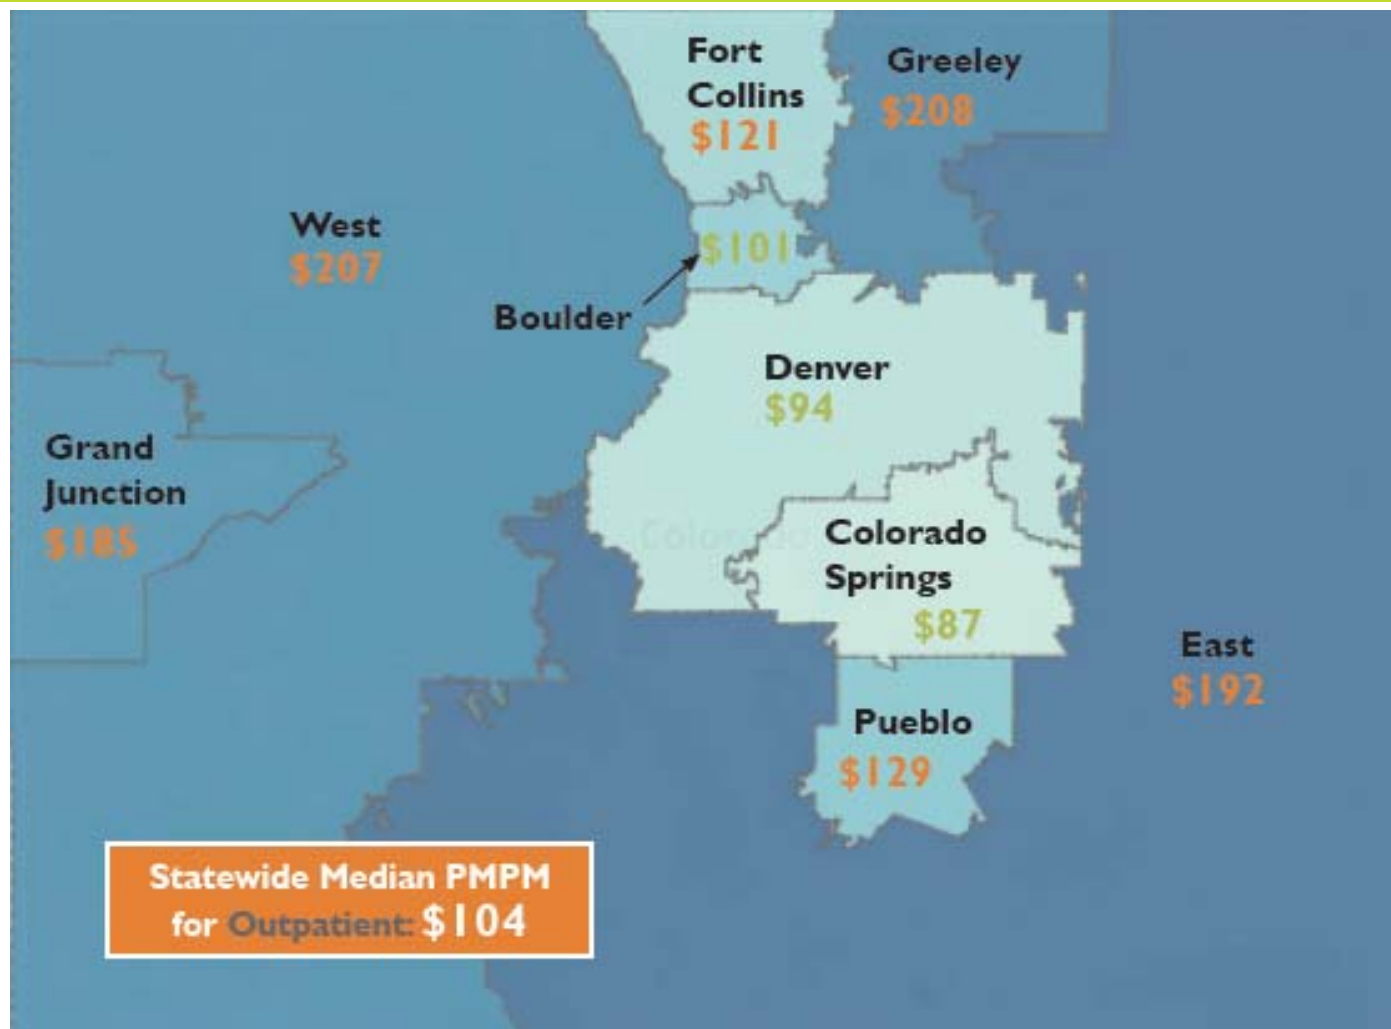 Fort
Collins
$121
Greeley
$208
West
$207
$101
Boulder
Denver
$94
Grand
Junction
$185
Colorado
Colorado
Springs
$87
East
$192
Pueblo
$129
Statewide Median PMPM
for Outpatient: $104